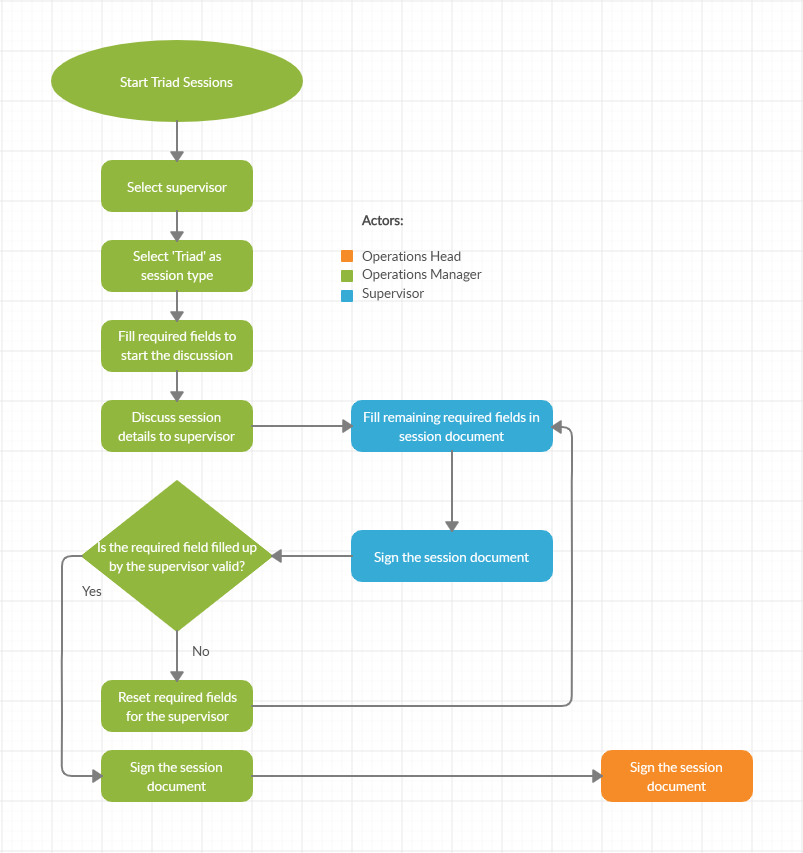 Start Triad Sessions
Select supervisor
Select 'Triad' as
session type
Fill required fields to
start the discussion
Discuss session
details to supervisor
Actors:
Operations Head
Operations Manager
Supervisor
Fill remaining required fields in
session document
Sign the session document
Is the required field filled up
by the supervisor valid?
Yes
No
Reset required fields
for the supervisor
Sign the session
document
Sign the session
document